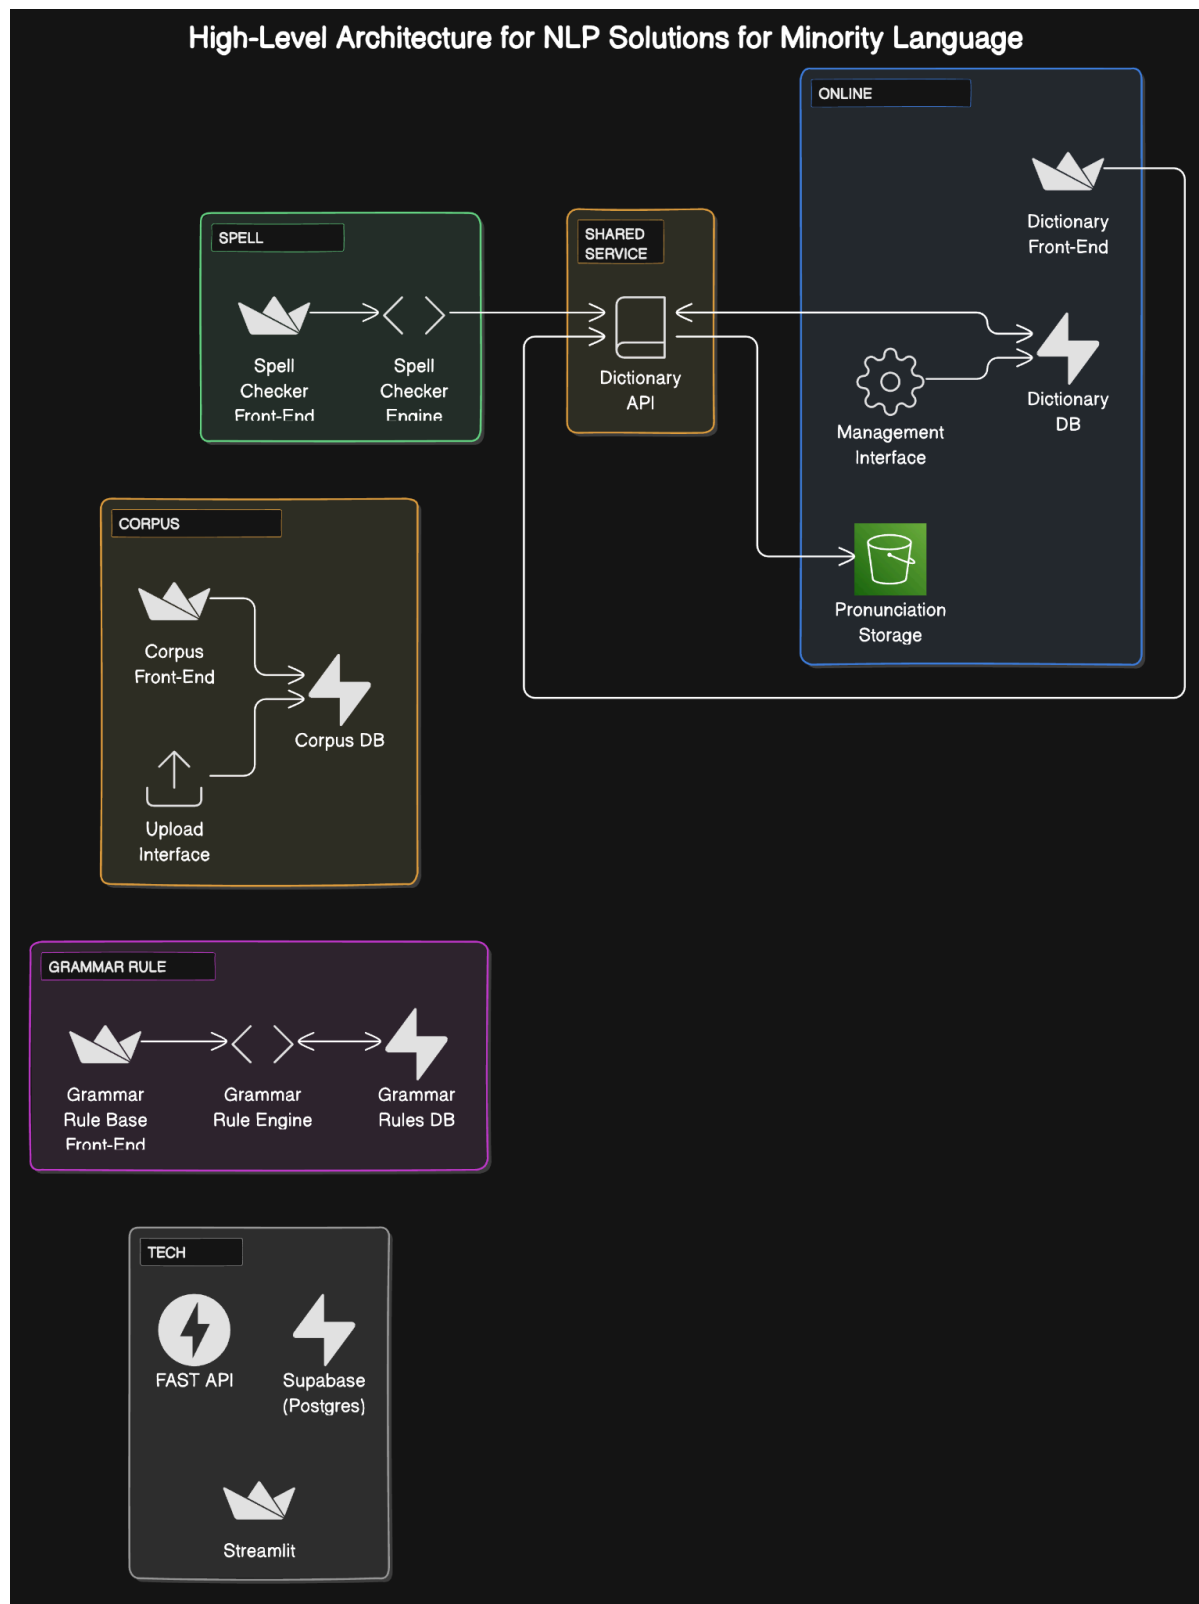 High-Level Architecture for NLP Solutions for Minority Language
ONLINE
Dictionary
Front-End
SPELL
Spell
Checker
Front-End
Spell
Checker
Engine
SHARED
SERVICE
Dictionary
API
Management
Interface
Dictionary
DB
Pronunciation
Storage
CORPUS
Corpus
Front-End
Corpus DB
Upload
Interface
GRAMMAR RULE
Grammar
Rule Base
Front-End
Grammar
Rule Engine
Grammar
Rules DB
TECH
FAST API
Supabase
(Postgres)
Streamlit